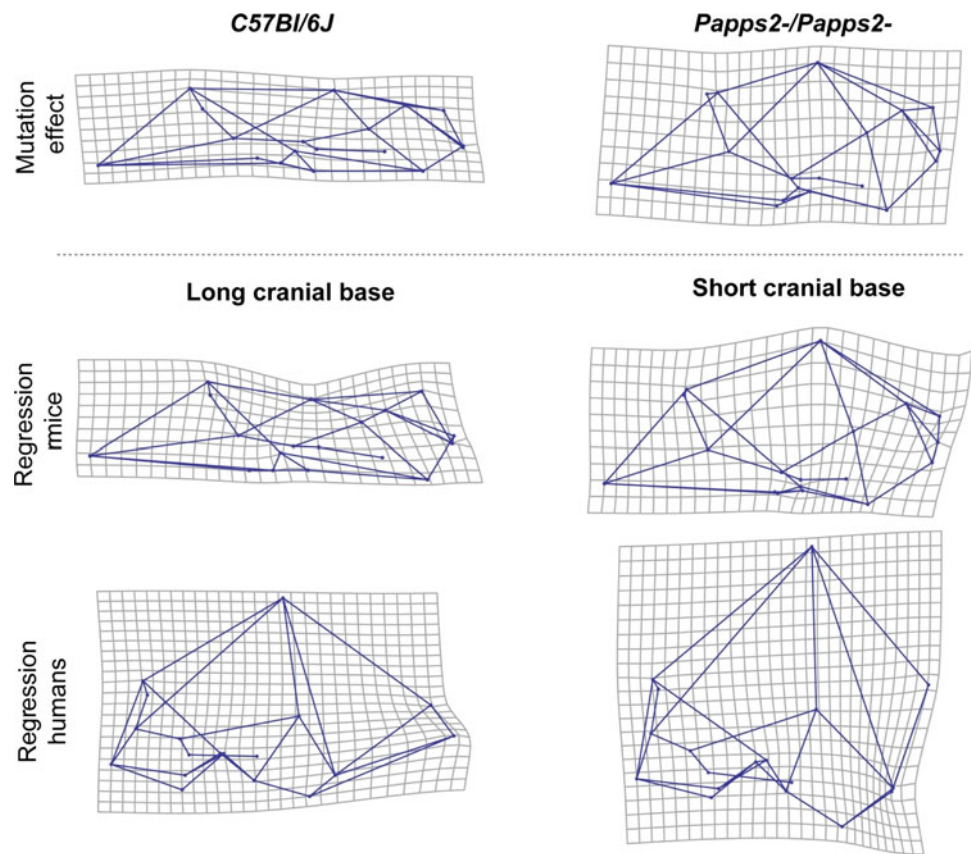 C57Bl/6J
Papps2-/Papps2-
Mutation
effect
Long cranial base
Short cranial base
Regression
mice
Regression
humans